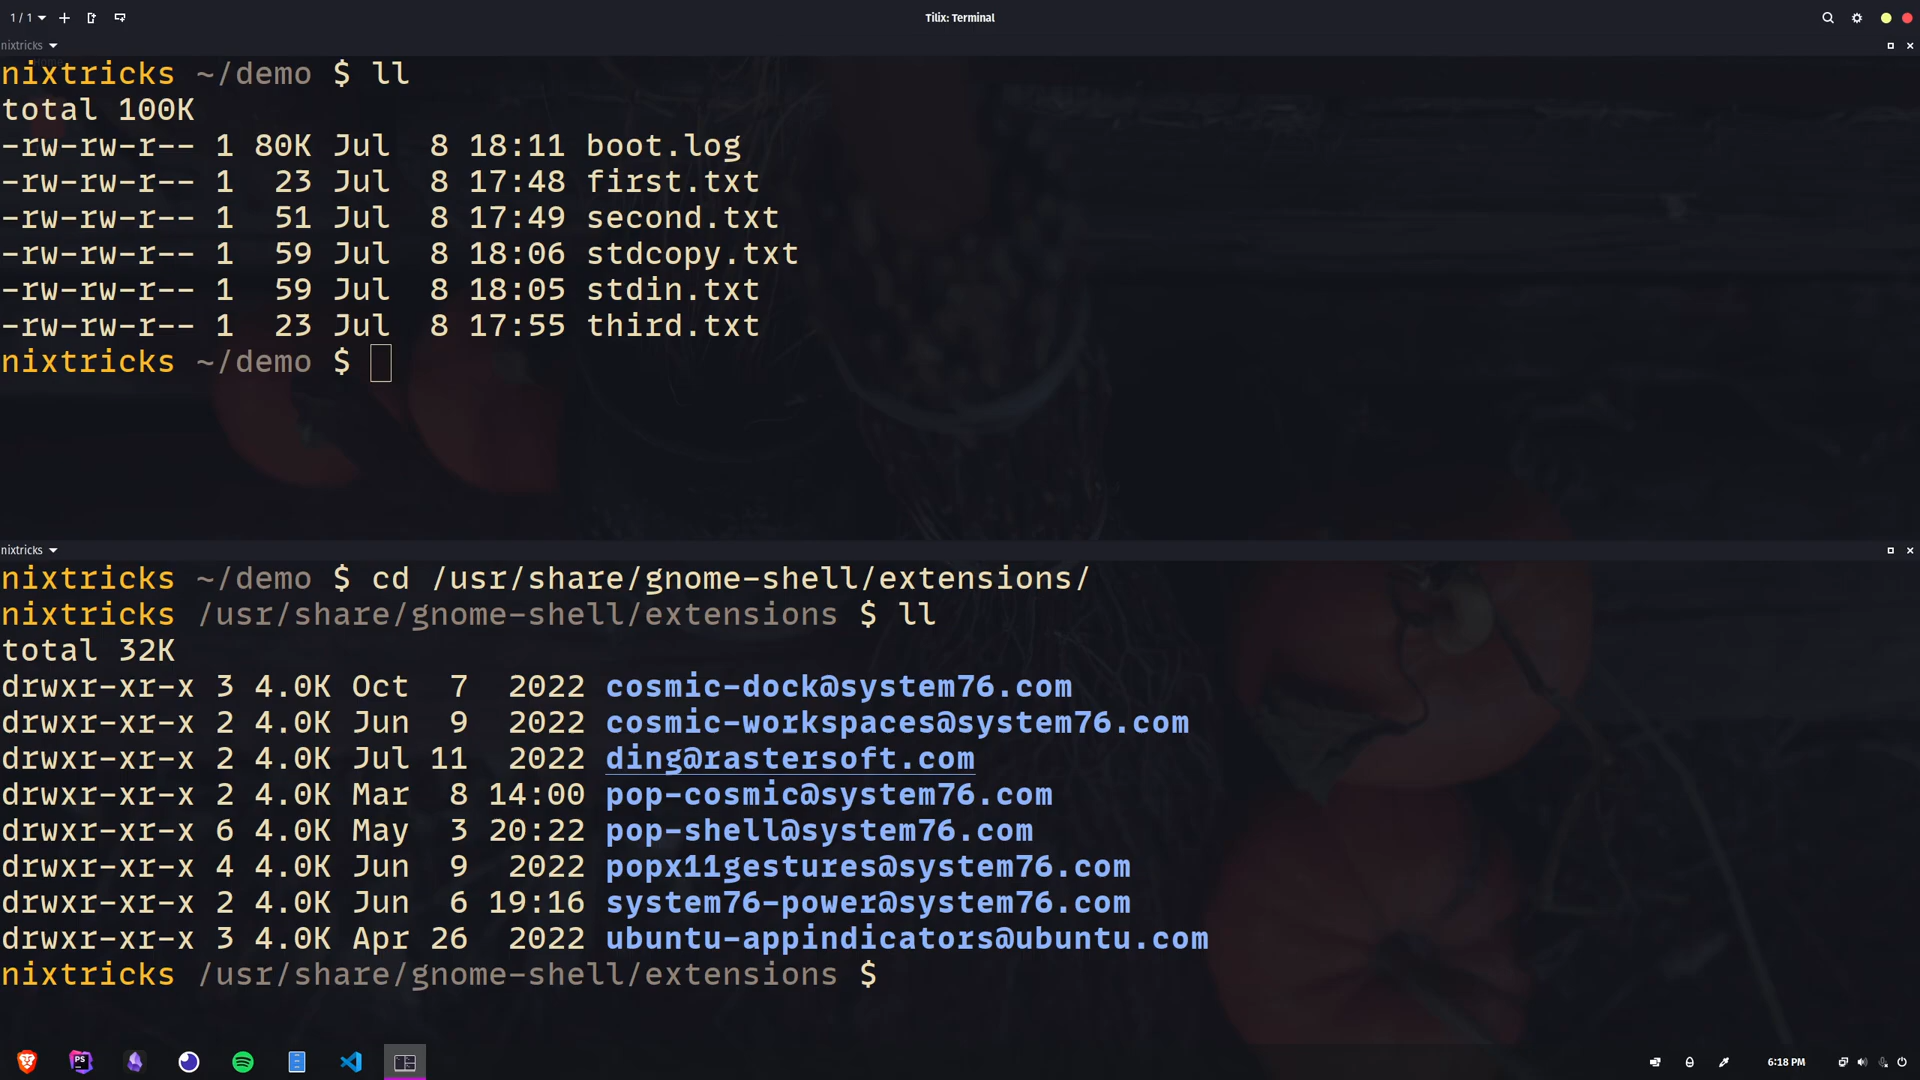 1 / 1
Tilix: Terminal
nixtricks
nixtricks ~/demo $ ll
total 100K
-rw-rw-r-- 1 80K Jul  8 18:11 boot.log
-rw-rw-r-- 1  23 Jul  8 17:48 first.txt
-rw-rw-r-- 1  51 Jul  8 17:49 second.txt
-rw-rw-r-- 1  59 Jul  8 18:06 stdcopy.txt
-rw-rw-r-- 1  59 Jul  8 18:05 stdin.txt
-rw-rw-r-- 1  23 Jul  8 17:55 third.txt
nixtricks ~/demo $
nixtricks
nixtricks ~/demo $ cd /usr/share/gnome-shell/extensions/
nixtricks /usr/share/gnome-shell/extensions $ ll
total 32K
drwxr-xr-x 3 4.0K Oct  7  2022 cosmic-dock@system76.com
drwxr-xr-x 2 4.0K Jun  9  2022 cosmic-workspaces@system76.com
drwxr-xr-x 2 4.0K Jul 11  2022 ding@rastersoft.com
drwxr-xr-x 2 4.0K Mar  8 14:00 pop-cosmic@system76.com
drwxr-xr-x 6 4.0K May  3 20:22 pop-shell@system76.com
drwxr-xr-x 4 4.0K Jun  9  2022 popx11gestures@system76.com
drwxr-xr-x 2 4.0K Jun  6 19:16 system76-power@system76.com
drwxr-xr-x 3 4.0K Apr 26  2022 ubuntu-appindicators@ubuntu.com
nixtricks /usr/share/gnome-shell/extensions $
PS
6:18 PM